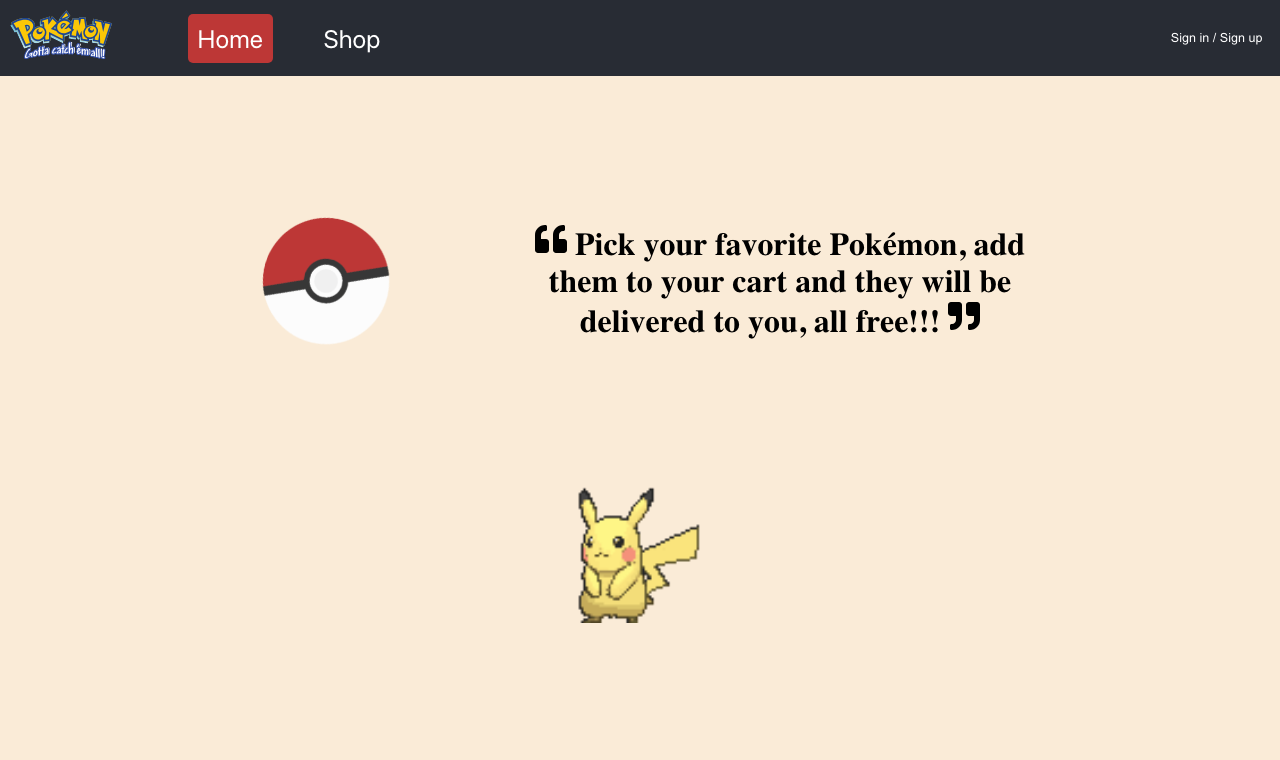 POKéMON
Gotta catch 'em all!!
Home
Shop
Sign in / Sign up
❝ Pick your favorite Pokémon, add
them to your cart and they will be
delivered to you, all free!!! ❞